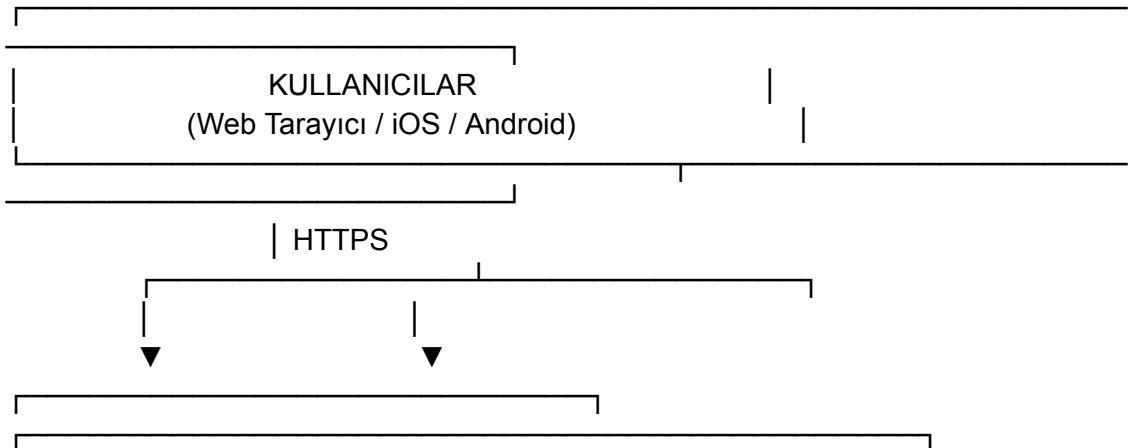 KULLANICILAR
(Web Tarayıcı / iOS / Android)
HTTPS